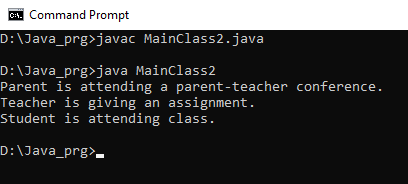 Command Prompt
D:\Java_prg>javac MainClass2.java
D:\Java_prg>java MainClass2
Parent is attending a parent-teacher conference.
Teacher is giving an assignment.
Student is attending class.
D:\Java_prg>